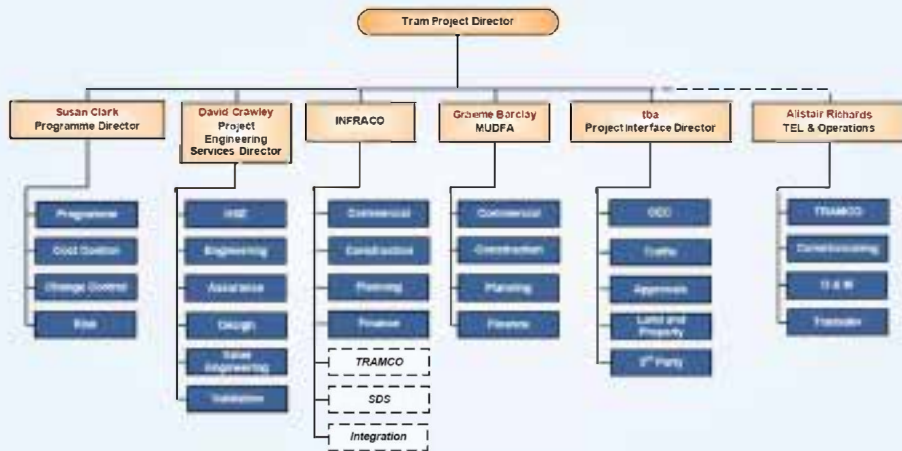 Tram Project Director
Susan Clark
Programme Director
David Crawley
Project
Engineering
Services Director
INFRACO
Graeme Barclay
MUDFA
tba
Project Interface Director
Alistair Richards
TEL & Operations
Programme
Cost Control
Change Control
Risk
HSE
Engineering
Assurance
Design
Value
Engineering
Validation
Commercial
Construction
Planning
Finance
TRAMCO
SDS
Integration
Commercial
Construction
Planning
Finance
Traffic
Approvals
Land and
Property
3rd Party
TRAMCO
Commissioning
O & M